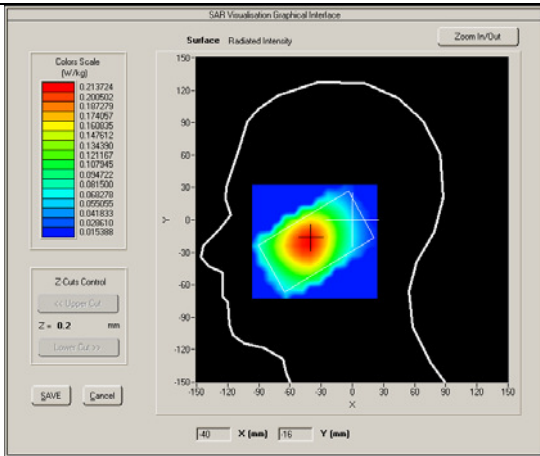 SAR Visualisation Graphical Interface
Surface Radiated Intensity
Zoom In/Out
Colors Scale
(W/kg)
0.213724
0.200502
0.187279
0.174057
0.160835
0.147612
0.134390
0.121167
0.107945
0.094722
0.081500
0.068278
0.055055
0.041833
0.028610
0.015388
Z Cuts Control
<< Upper Cut
Z = 0.2 mm
Lower Cut >>
SAVE Cancel
150
120
90
60
30
0
-30
-60
-90
-120
-150
Y
-150 -120 -90 -60 -30 0 30 60 90 120 150
X
-40 X (mm) -16 Y (mm)